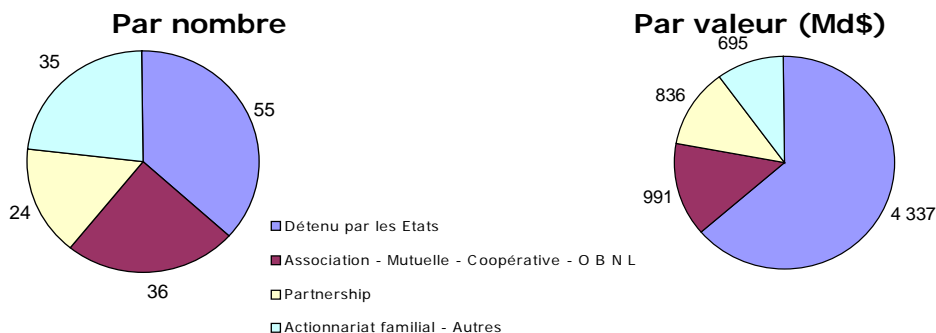 Par nombre
35
55
24
36
Par valeur (Md$)
695
836
991
4 337
Détenu par les Etats
Association - Mutuelle - Coopérative - O B N L
Partnership
Actionnariat familial - Autres